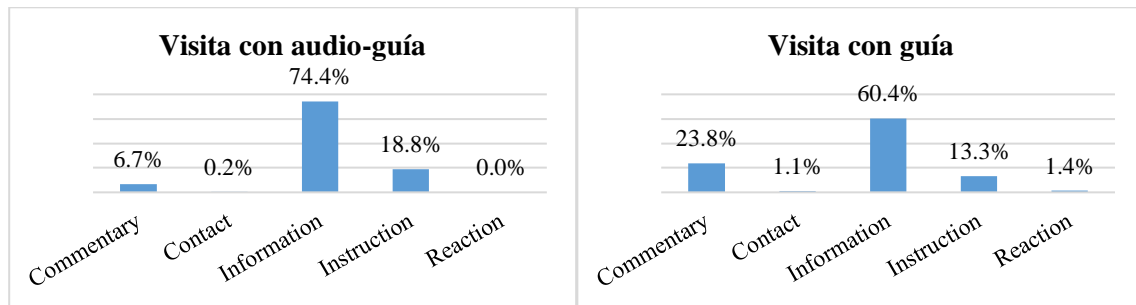 Visita con audio-guía
74.4%
6.7%
0.2%
18.8%
0.0%
Commentary
Contact
Information
Instruction
Reaction
Visita con guía
60.4%
23.8%
1.1%
13.3%
1.4%
Commentary
Contact
Information
Instruction
Reaction